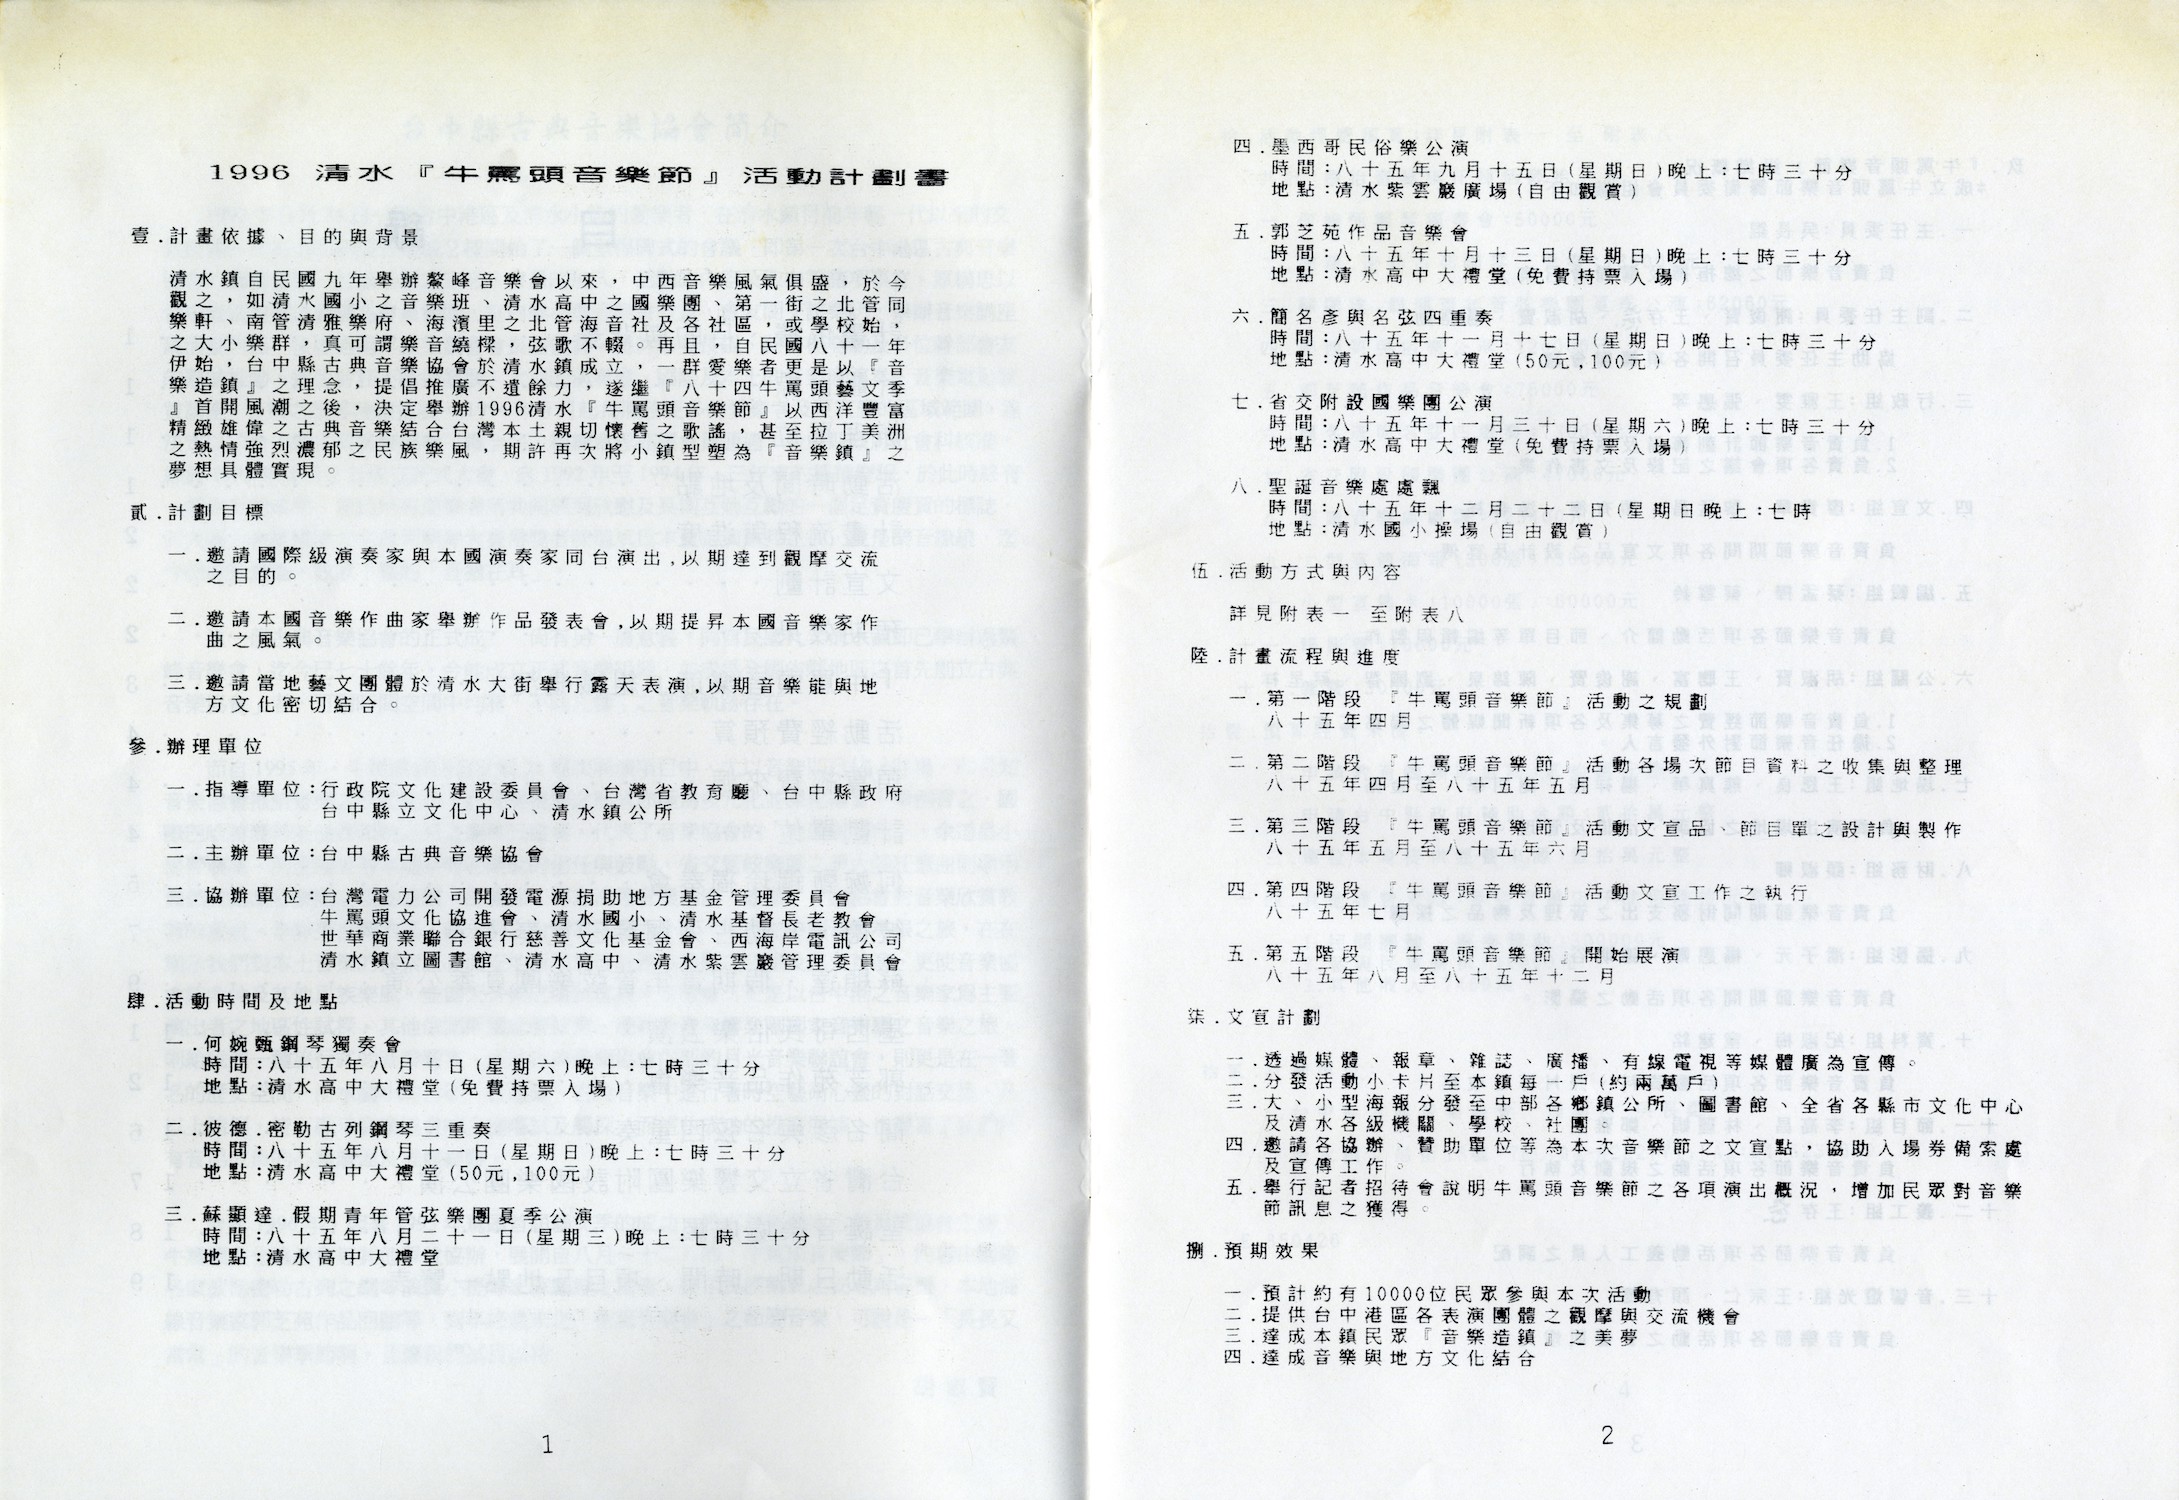 1996 清水『牛罵頭音樂節』活動計劃書
壹.計畫依據、目的與背景
清水鎮自民國九年舉辦鰲峰音樂會以來，中西音樂風氣俱盛，於今
觀之，如清水國小之音樂班、清水高中之國樂團、第一街之北管同
樂軒、南管清雅樂府、海濱里之北管海音社及各社區，或學校始，
之大小樂群，真可謂樂音繞樑，弦歌不輟。再且，自民國八十一年
伊始，台中縣古典音樂協會於清水鎮成立，一群愛樂者更是以『音
樂造鎮』之理念，提倡推廣不遺餘力，遂繼『八十四牛罵頭藝文季
』首開風潮之後，決定舉辦1996清水『牛罵頭音樂節』以西洋豐富
精緻雄偉之古典音樂結合台灣本土親切懷舊之歌謠，甚至拉丁美洲
之熱情強烈濃郁之民族樂風，期許再次將小鎮型塑為『音樂鎮』之
夢想具體實現。
貳.計劃目標
一.邀請國際級演奏家與本國演奏家同台演出,以期達到觀摩交流
之目的。
二.邀請本國音樂作曲家舉辦作品發表會,以期提昇本國音樂家作
曲之風氣。
三.邀請當地藝文團體於清水大街舉行露天表演,以期音樂能與地
方文化密切結合。
參.辦理單位
一.指導單位:行政院文化建設委員會、台灣省教育廳、台中縣政府
台中縣立文化中心、清水鎮公所
二.主辦單位:台中縣古典音樂協會
三.協辦單位:台灣電力公司開發電源捐助地方基金管理委員會
牛罵頭文化協進會、清水國小、清水基督長老教會
世華商業聯合銀行慈善文化基金會、西海岸電訊公司
清水鎮立圖書館、清水高中、清水紫雲巖管理委員會
肆.活動時間及地點
一.何婉甄鋼琴獨奏會
時間:八十五年八月十日(星期六)晚上:七時三十分
地點:清水高中大禮堂(免費持票入場)
二.彼德.密勒古列鋼琴三重奏
時間:八十五年八月十一日(星期日)晚上:七時三十分
地點:清水高中大禮堂(50元,100元)
三.蘇顯達.假期青年管弦樂團夏季公演
時間:八十五年八月二十一日(星期三)晚上:七時三十分
地點:清水高中大禮堂
1
四.墨西哥民俗樂公演
時間:八十五年九月十五日(星期日)晚上:七時三十分
地點:清水紫雲巖廣場(自由觀賞)
五.郭芝苑作品音樂會
時間:八十五年十月十三日(星期日)晚上:七時三十分
地點:清水高中大禮堂(免費持票入場)
六.簡名彥與名弦四重奏
時間:八十五年十一月十七日(星期日)晚上:七時三十分
地點:清水高中大禮堂(50元,100元)
七.省交附設國樂團公演
時間:八十五年十一月三十日(星期六)晚上:七時三十分
地點:清水高中大禮堂(免費持票入場)
八.聖誕音樂處處飄
時間:八十五年十二月二十二日(星期日晚上:七時
地點:清水國小操場(自由觀賞)
伍.活動方式與內容
詳見附表一 至附表八
陸.計畫流程與進度
一.第一階段 『牛罵頭音樂節』活動之規劃
八十五年四月
二.第二階段 『牛罵頭音樂節』活動各場次節目資料之收集與整理
八十五年四月至八十五年五月
三.第三階段 『牛罵頭音樂節』活動文宣品、節目單之設計與製作
八十五年五月至八十五年六月
四.第四階段 『牛罵頭音樂節』活動文宣工作之執行
八十五年七月
五.第五階段 『牛罵頭音樂節』開始展演
八十五年八月至八十五年十二月
柒.文宣計劃
一.透過媒體、報章、雜誌、廣播、有線電視等媒體廣為宣傳。
二.分發活動小卡片至本鎮每一戶(約兩萬戶)
三.大、小型海報分發至中部各鄉鎮公所、圖書館、全省各縣市文化中心
及清水各級機關、學校、社團。
四.邀請各協辦、贊助單位等為本次音樂節之文宣點，協助入場券備索處
及宣傳工作。
五.舉行記者招待會說明牛罵頭音樂節之各項演出概況，增加民眾對音樂
節訊息之獲得。
捌.預期效果
一.預計約有10000位民眾參與本次活動
二.提供台中港區各表演團體之觀摩與交流機會
三.達成本鎮民眾『音樂造鎮』之美夢
四.達成音樂與地方文化結合
2